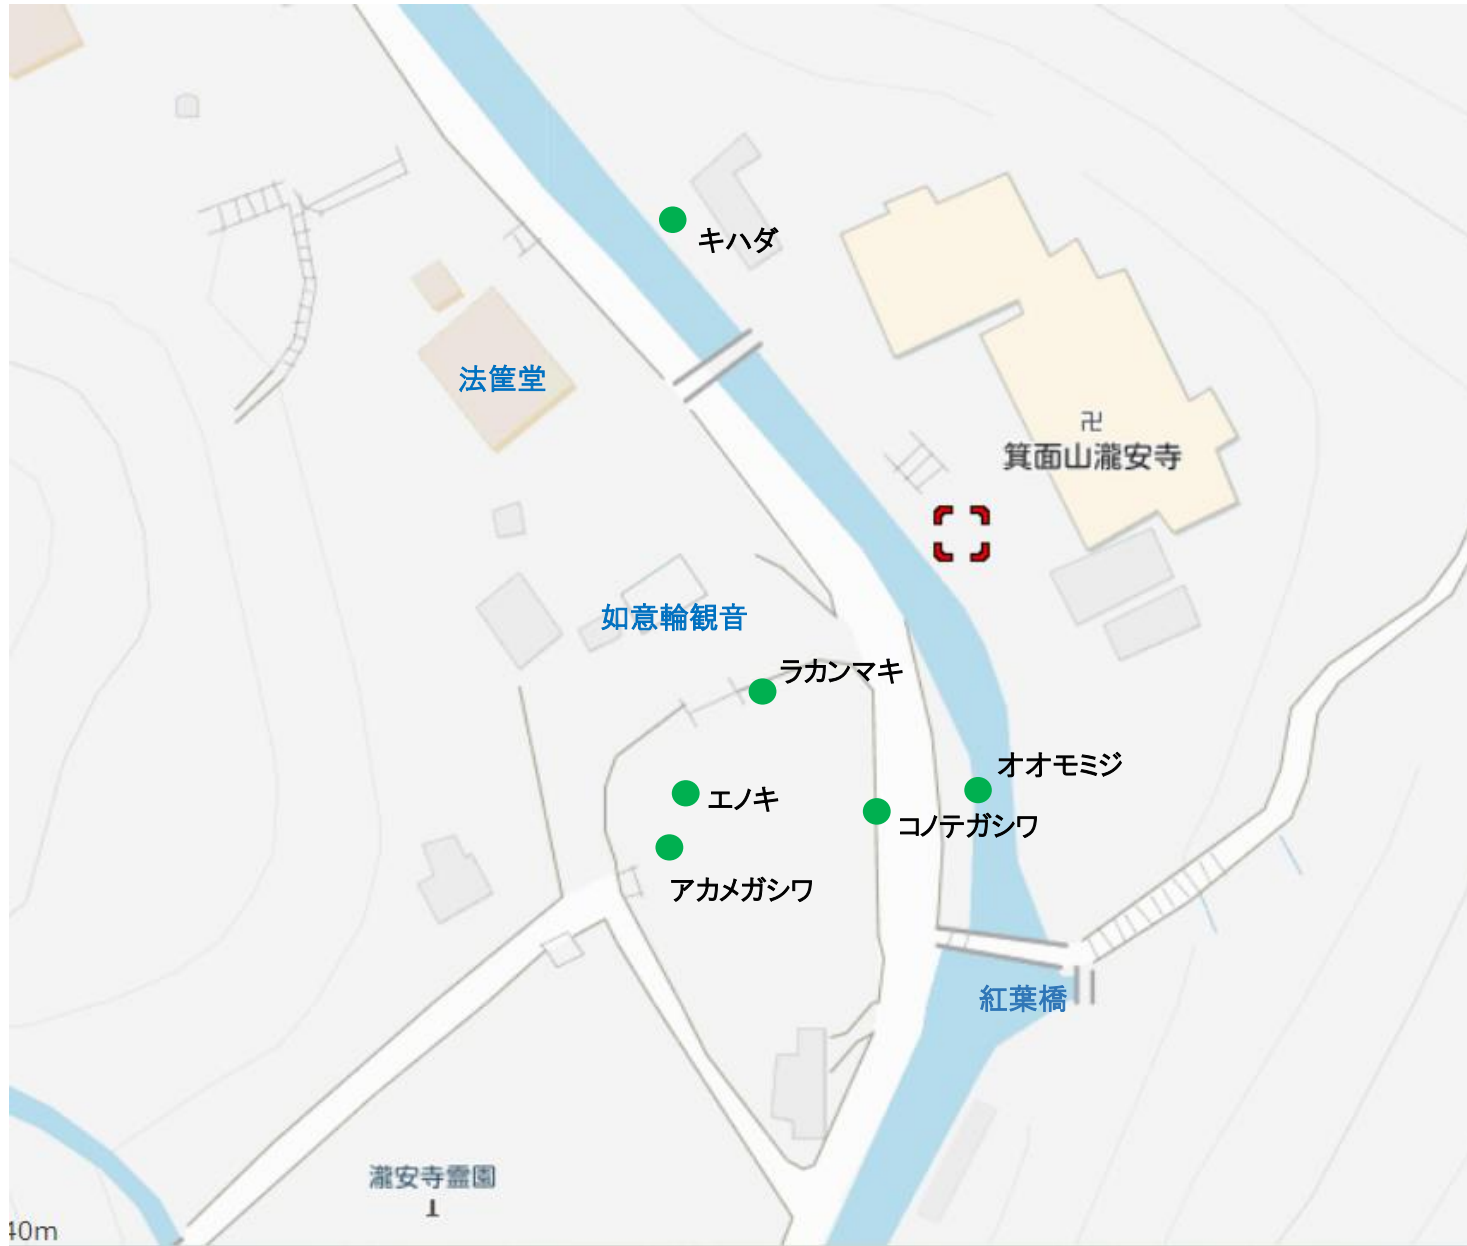 キハダ
法筐堂
卍
箕面山瀧安寺
如意輪観音
ラカンマキ
オオモミジ
エノキ
コノテガシワ
アカメガシワ
紅葉橋
瀧安寺霊園
40m